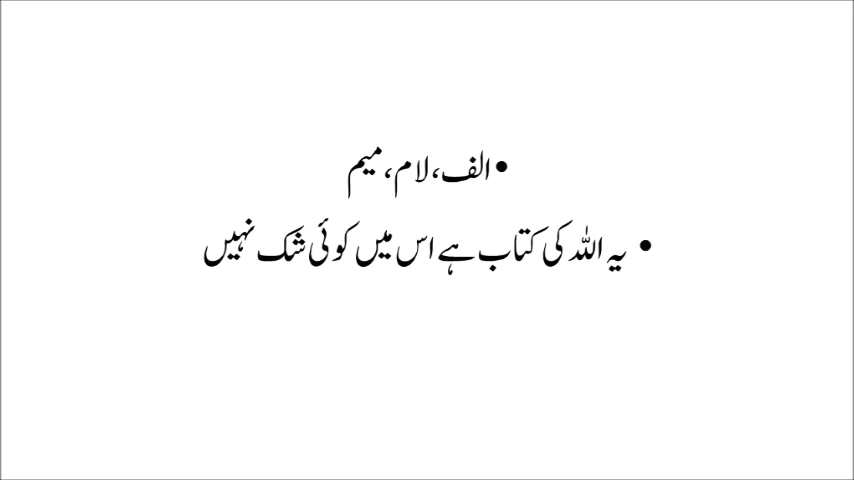 • الف، لام، میم
• یہ اللہ کی کتاب ہے اس میں کوئی شک نہیں